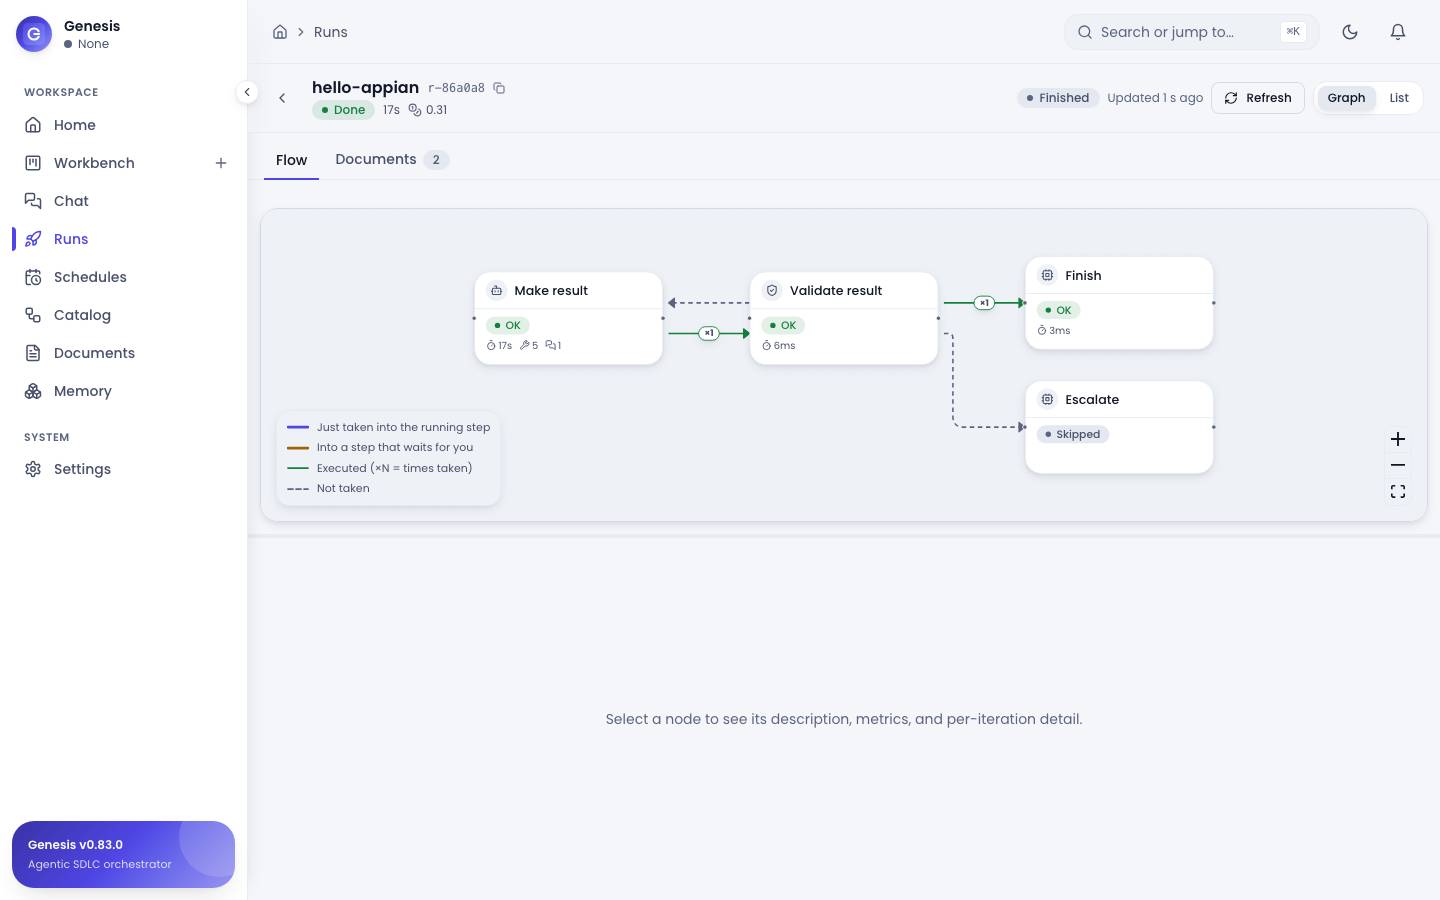 Genesis
None
WORKSPACE
Home
Workbench
Chat
Runs
Schedules
Catalog
Documents
Memory
SYSTEM
Settings
Genesis v0.83.0
Agentic SDLC orchestrator
Runs
Search or jump to...
⌘K
hello-appian r-86a0a8
Done 17s 0.31
Finished Updated 1 s ago Refresh Graph List
Flow Documents 2
Make result
OK
17s 5 1
×1
Validate result
OK
6ms
×1
Finish
OK
3ms
Escalate
Skipped
Just taken into the running step
Into a step that waits for you
Executed (×N = times taken)
Not taken
Select a node to see its description, metrics, and per-iteration detail.